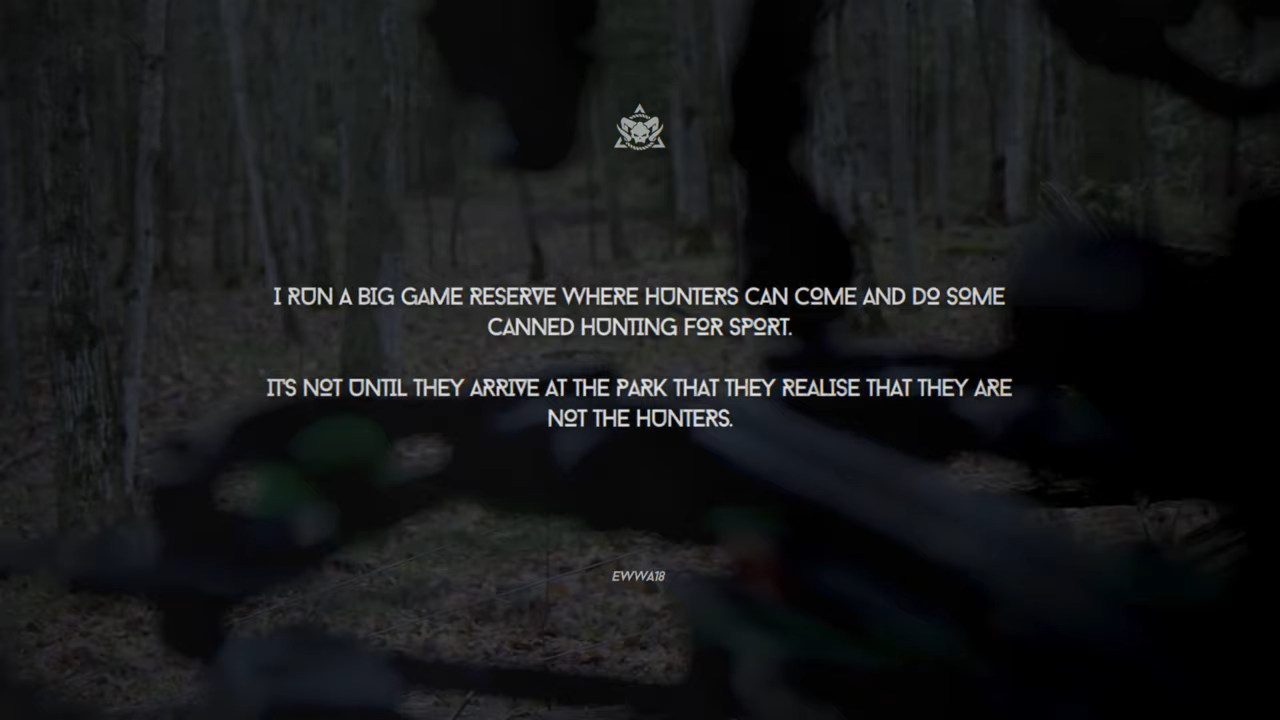 I RUN A BIG GAME RESERVE WHERE HUNTERS CAN COME AND DO SOME
CANNED HUNTING FOR SPORT.
IT'S NOT UNTIL THEY ARRIVE AT THE PARK THAT THEY REALISE THAT THEY ARE
NOT THE HUNTERS.
EWWA18